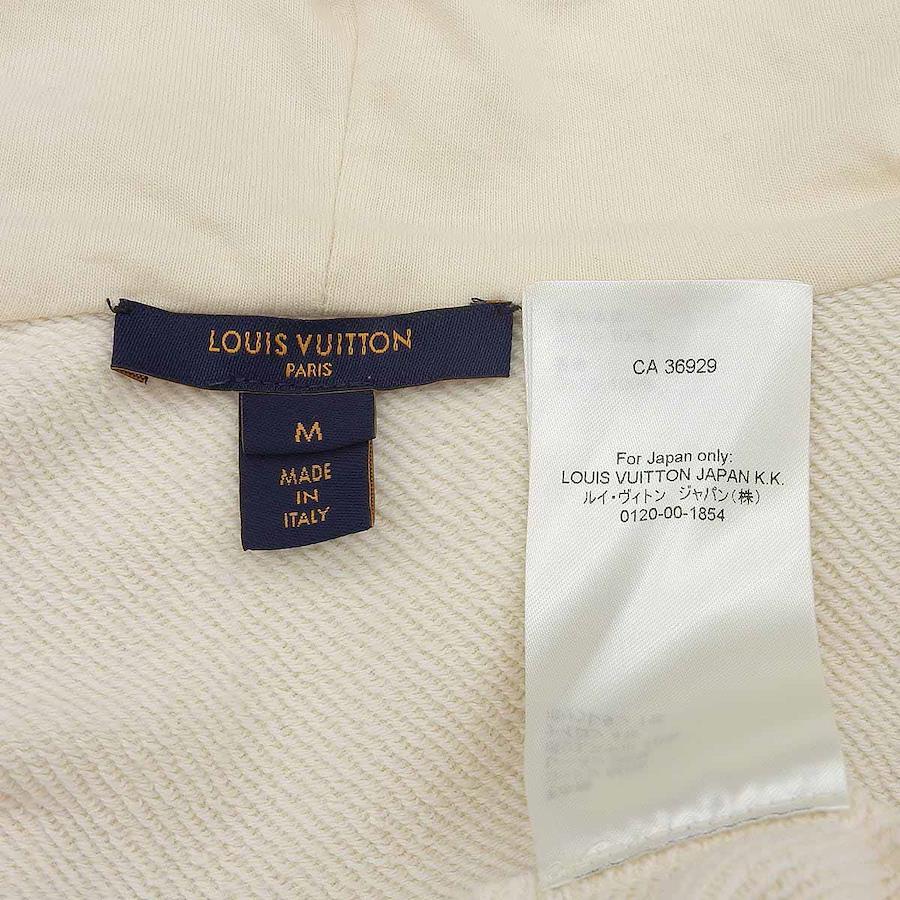 LOUIS VUITTON
PARIS
M
MADE
IN
ITALY
CA 36929
For Japan only:
LOUIS VUITTON JAPAN K.K.
ルイ・ヴィトン ジャパン(株)
0120-00-1854